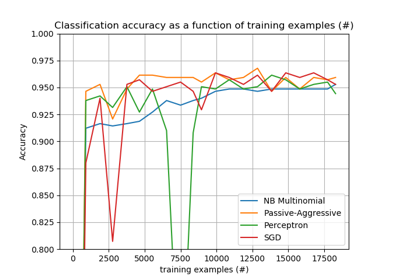 Classification accuracy as a function of training examples (#)
1.000
0.975
0.950
0.925
0.900
0.875
0.850
0.825
0.800
Accuracy
NB Multinomial
Passive-Aggressive
Perceptron
SGD
0 2500 5000 7500 10000 12500 15000 17500
training examples (#)